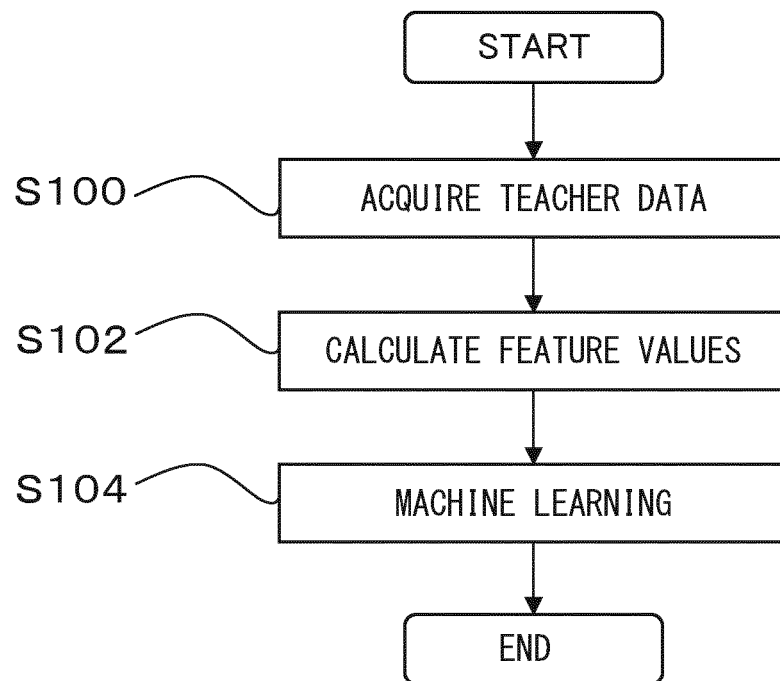 START
S100
ACQUIRE TEACHER DATA
S102
CALCULATE FEATURE VALUES
S104
MACHINE LEARNING
END